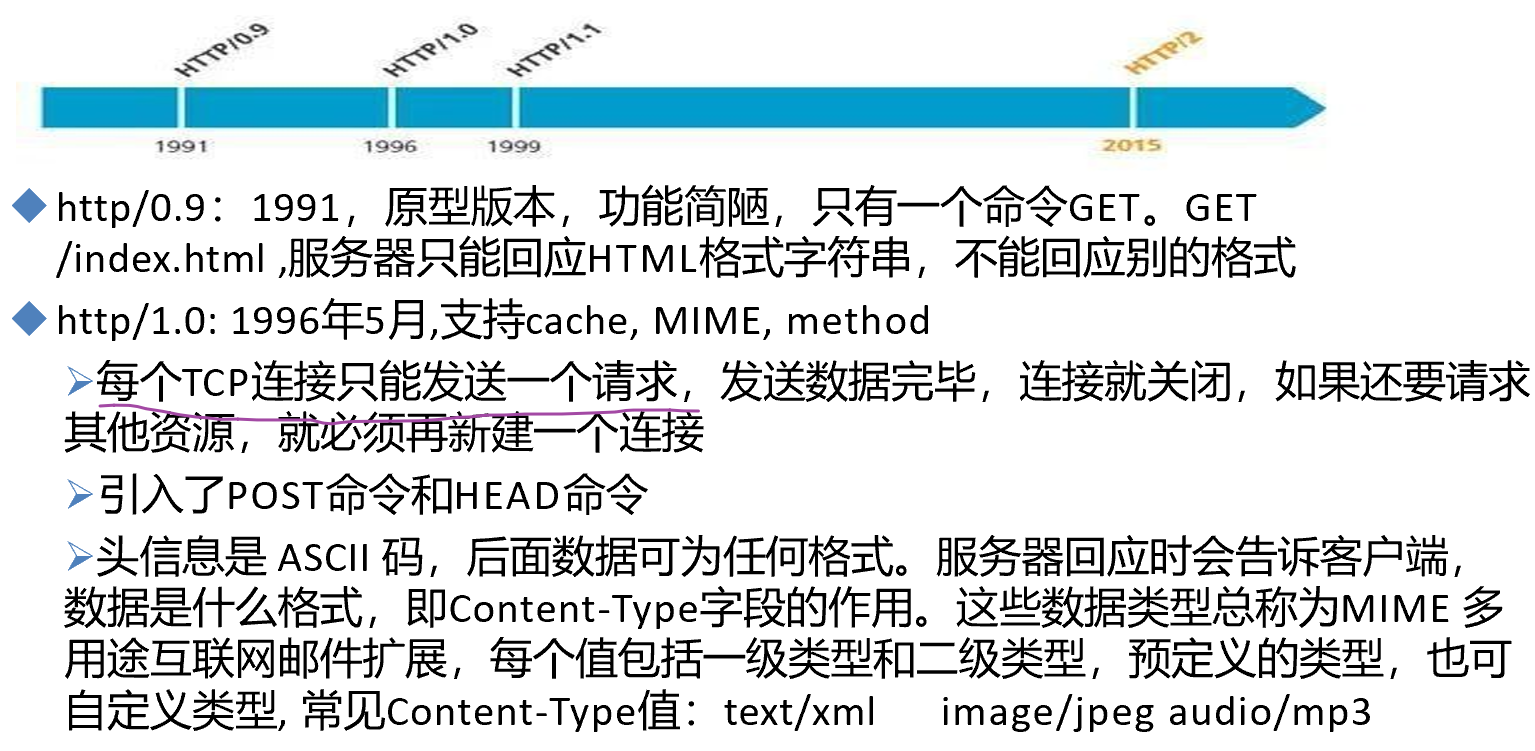 HTTP/0.9 HTTP/1.0 HTTP/1.1 HTTP/2
1991 1996 1999 2015
http/0.9：1991，原型版本，功能简陋，只有一个命令GET。GET
/index.html ,服务器只能回应HTML格式字符串，不能回应别的格式
http/1.0: 1996年5月,支持cache, MIME, method
每个TCP连接只能发送一个请求，发送数据完毕，连接就关闭，如果还要请求
其他资源，就必须再新建一个连接
引入了POST命令和HEAD命令
头信息是 ASCII 码，后面数据可为任何格式。服务器回应时会告诉客户端，
数据是什么格式，即Content-Type字段的作用。这些数据类型总称为MIME 多
用途互联网邮件扩展，每个值包括一级类型和二级类型，预定义的类型，也可
自定义类型, 常见Content-Type值：text/xml image/jpeg audio/mp3